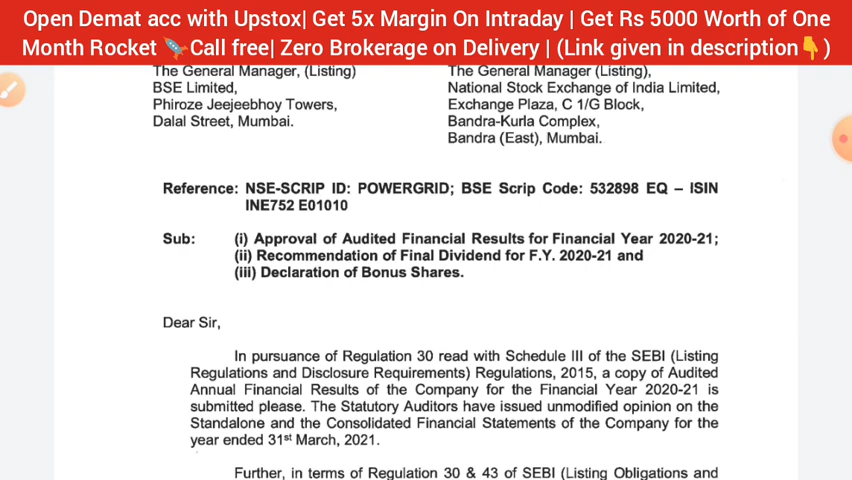 Open Demat acc with Upstox| Get 5x Margin On Intraday | Get Rs 5000 Worth of One
Month Rocket 🚀Call free| Zero Brokerage on Delivery | (Link given in description👇)
The General Manager, (Listing)
BSE Limited,
Phiroze Jeejeebhoy Towers,
Dalal Street, Mumbai.
The General Manager (Listing),
National Stock Exchange of India Limited,
Exchange Plaza, C 1/G Block,
Bandra-Kurla Complex,
Bandra (East), Mumbai.
Reference: NSE-SCRIP ID: POWERGRID; BSE Scrip Code: 532898 EQ – ISIN
INE752 E01010
Sub: (i) Approval of Audited Financial Results for Financial Year 2020-21;
(ii) Recommendation of Final Dividend for F.Y. 2020-21 and
(iii) Declaration of Bonus Shares.
Dear Sir,
In pursuance of Regulation 30 read with Schedule III of the SEBI (Listing
Regulations and Disclosure Requirements) Regulations, 2015, a copy of Audited
Annual Financial Results of the Company for the Financial Year 2020-21 is
submitted please. The Statutory Auditors have issued unmodified opinion on the
Standalone and the Consolidated Financial Statements of the Company for the
year ended 31st March, 2021.
Further, in terms of Regulation 30 & 43 of SEBI (Listing Obligations and